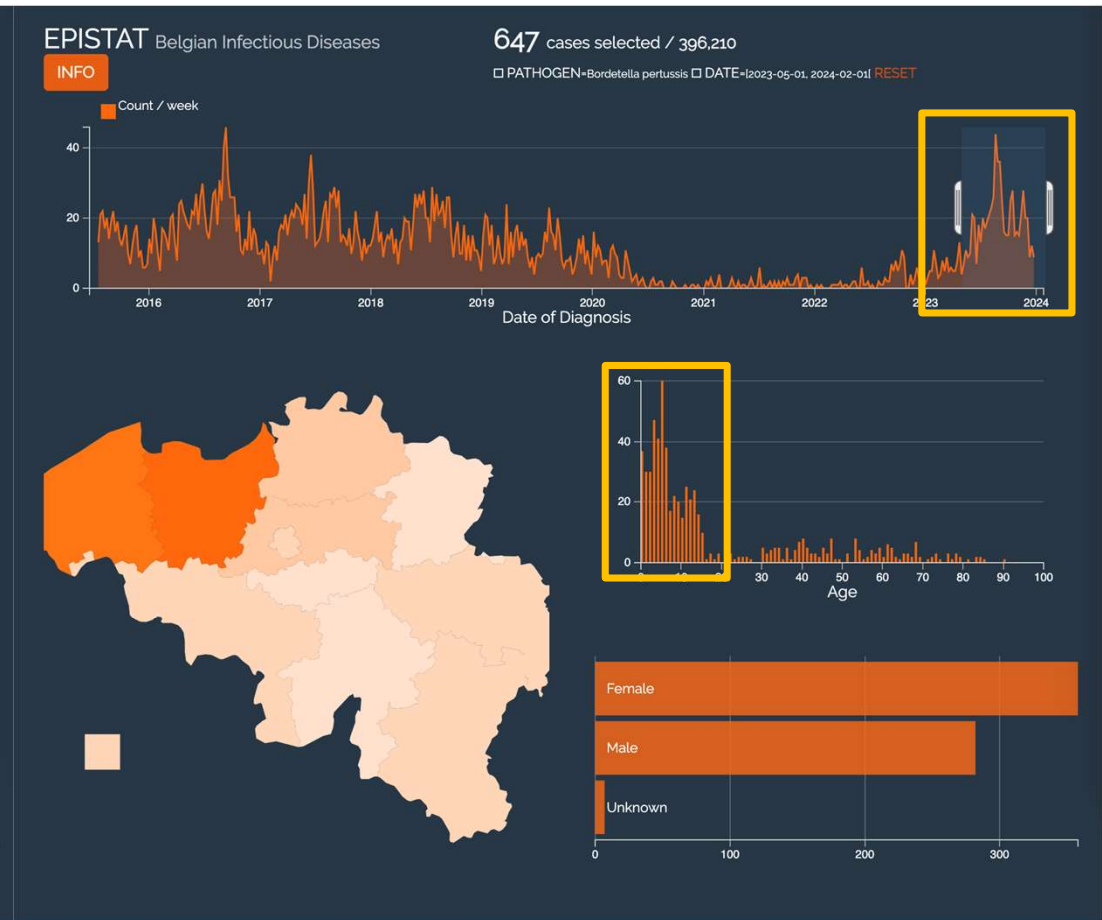 EPISTAT Belgian Infectious Diseases
647 cases selected / 396,210
INFO
PATHOGEN=Bordetella pertussis DATE=[2023-05-01, 2024-02-01[ RESET
Count / week
40
20
0
2016 2017 2018 2019 2020 2021 2022 2023 2024
Date of Diagnosis
60
40
20
0
0 10 20 30 40 50 60 70 80 90 100
Age
Female
Male
Unknown
0 100 200 300